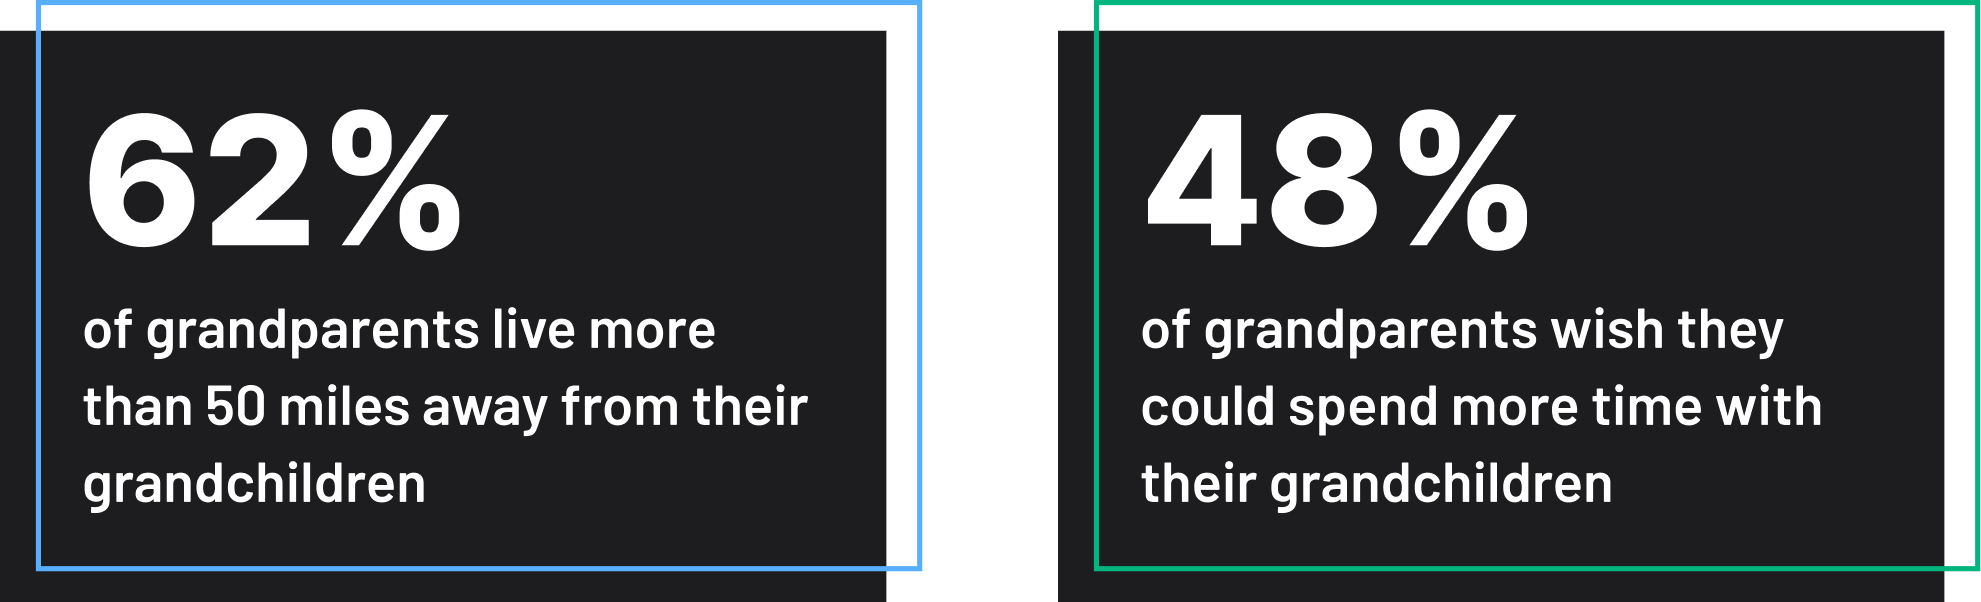 62%
of grandparents live more
than 50 miles away from their
grandchildren
48%
of grandparents wish they
could spend more time with
their grandchildren